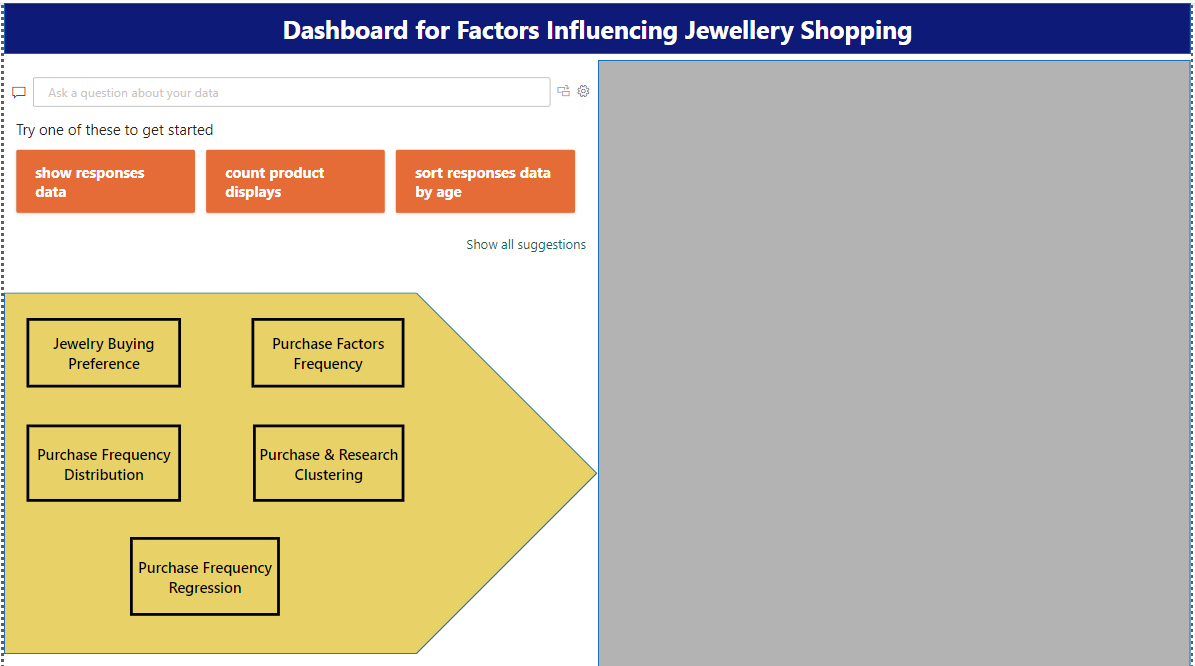 Dashboard for Factors Influencing Jewellery Shopping
Ask a question about your data
Try one of these to get started
show responses
data
count product
displays
sort responses data
by age
Show all suggestions
Jewelry Buying
Preference
Purchase Factors
Frequency
Purchase Frequency
Distribution
Purchase & Research
Clustering
Purchase Frequency
Regression